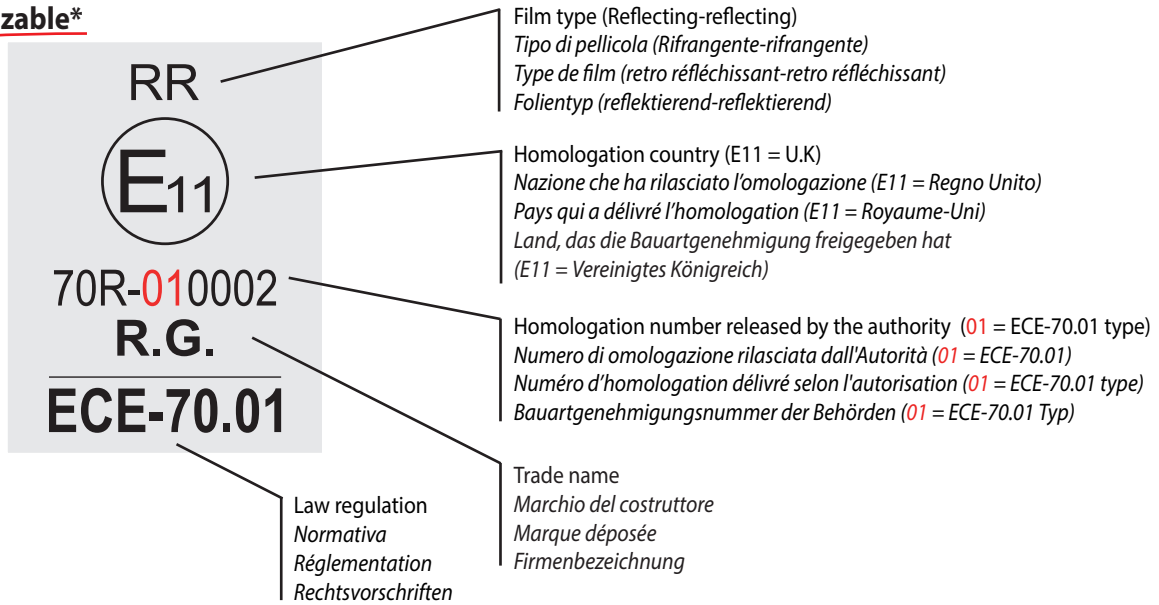 zable*
RR
E11
70R-010002
R.G.
ECE-70.01
Film type (Reflecting-reflecting)
Tipo di pellicola (Rifrangente-rifrangente)
Type de film (retro réfléchissant-retro réfléchissant)
Folientyp (reflektierend-reflektierend)
Homologation country (E11 = U.K)
Nazione che ha rilasciato l’omologazione (E11 = Regno Unito)
Pays qui a délivré l’homologation (E11 = Royaume-Uni)
Land, das die Bauartgenehmigung freigegeben hat
(E11 = Vereinigtes Königreich)
Homologation number released by the authority (01 = ECE-70.01 type)
Numero di omologazione rilasciata dall'Autorità (01 = ECE-70.01)
Numéro d’homologation délivré selon l'autorisation (01 = ECE-70.01 type)
Bauartgenehmigungsnummer der Behörden (01 = ECE-70.01 Typ)
Trade name
Marchio del costruttore
Marque déposée
Firmenbezeichnung
Law regulation
Normativa
Réglementation
Rechtsvorschriften